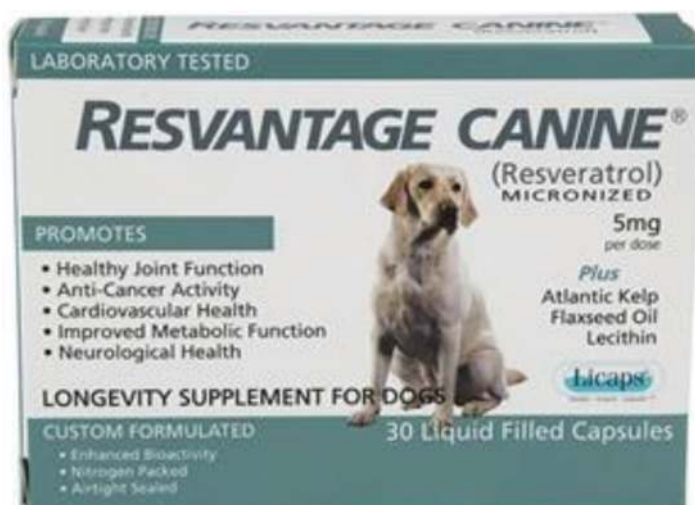 RESVANTAGE CANINE
LABORATORY TESTED
RESVANTAGE CANINE®
(Resveratrol)
MICRONIZED
5mg
per dose
PROMOTES
• Healthy Joint Function
• Anti-Cancer Activity
• Cardiovascular Health
• Improved Metabolic Function
• Neurological Health
Plus
Atlantic Kelp
Flaxseed Oil
Lecithin
Licaps
LONGEVITY SUPPLEMENT FOR DOGS
CUSTOM FORMULATED
• Enhanced Bioactivity
• Nitrogen Packed
• Airtight Sealed
30 Liquid Filled Capsules